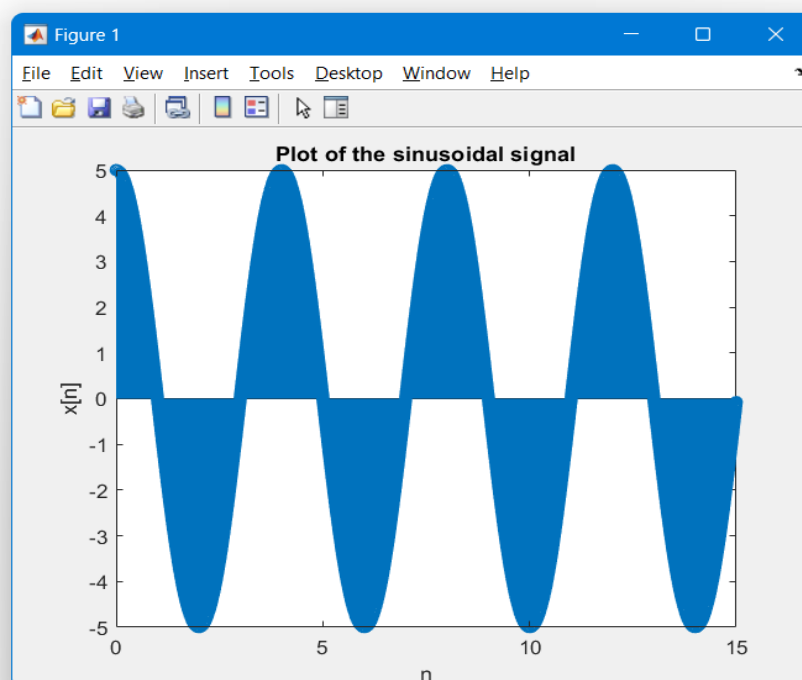 Figure 1
File Edit View Insert Tools Desktop Window Help
Plot of the sinusoidal signal
5
4
3
2
1
0
-1
-2
-3
-4
-5
x[n]
0 5 10 15
n